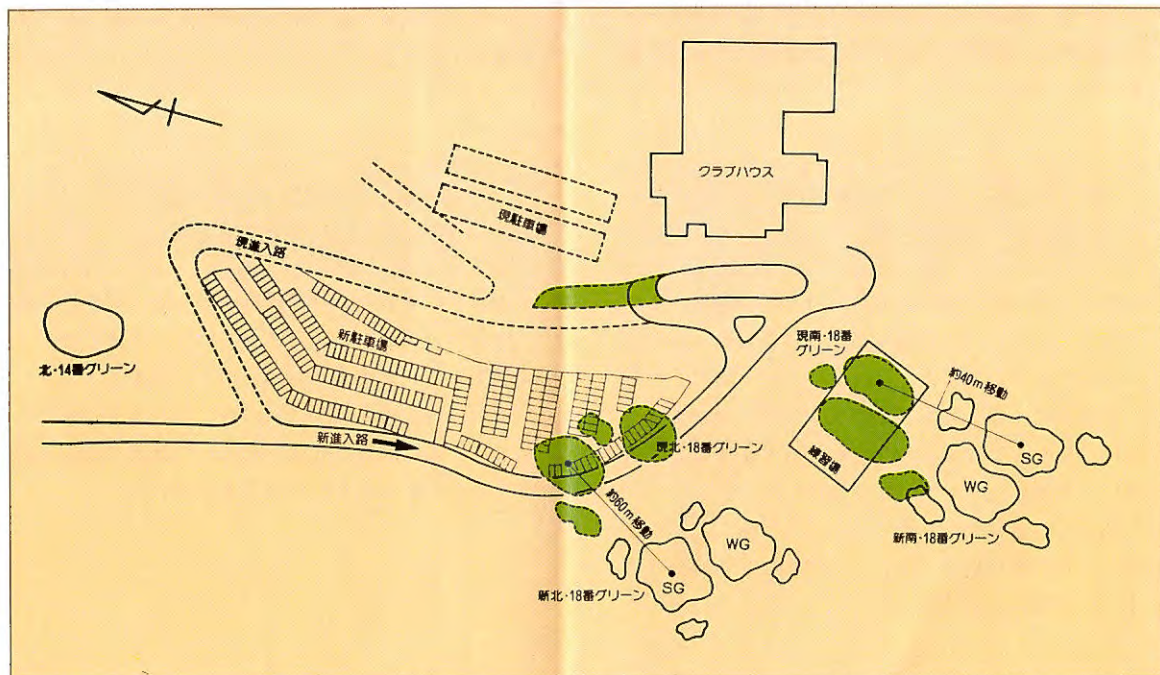 クラブハウス
現駐車場
現進入路
新駐車場
北・14番グリーン
新進入路
現北・18番グリーン
約60m移動
新北・18番グリーン
SG
WG
現南・18番
グリーン
練習場
約40m移動
SG
WG
新南・18番グリーン